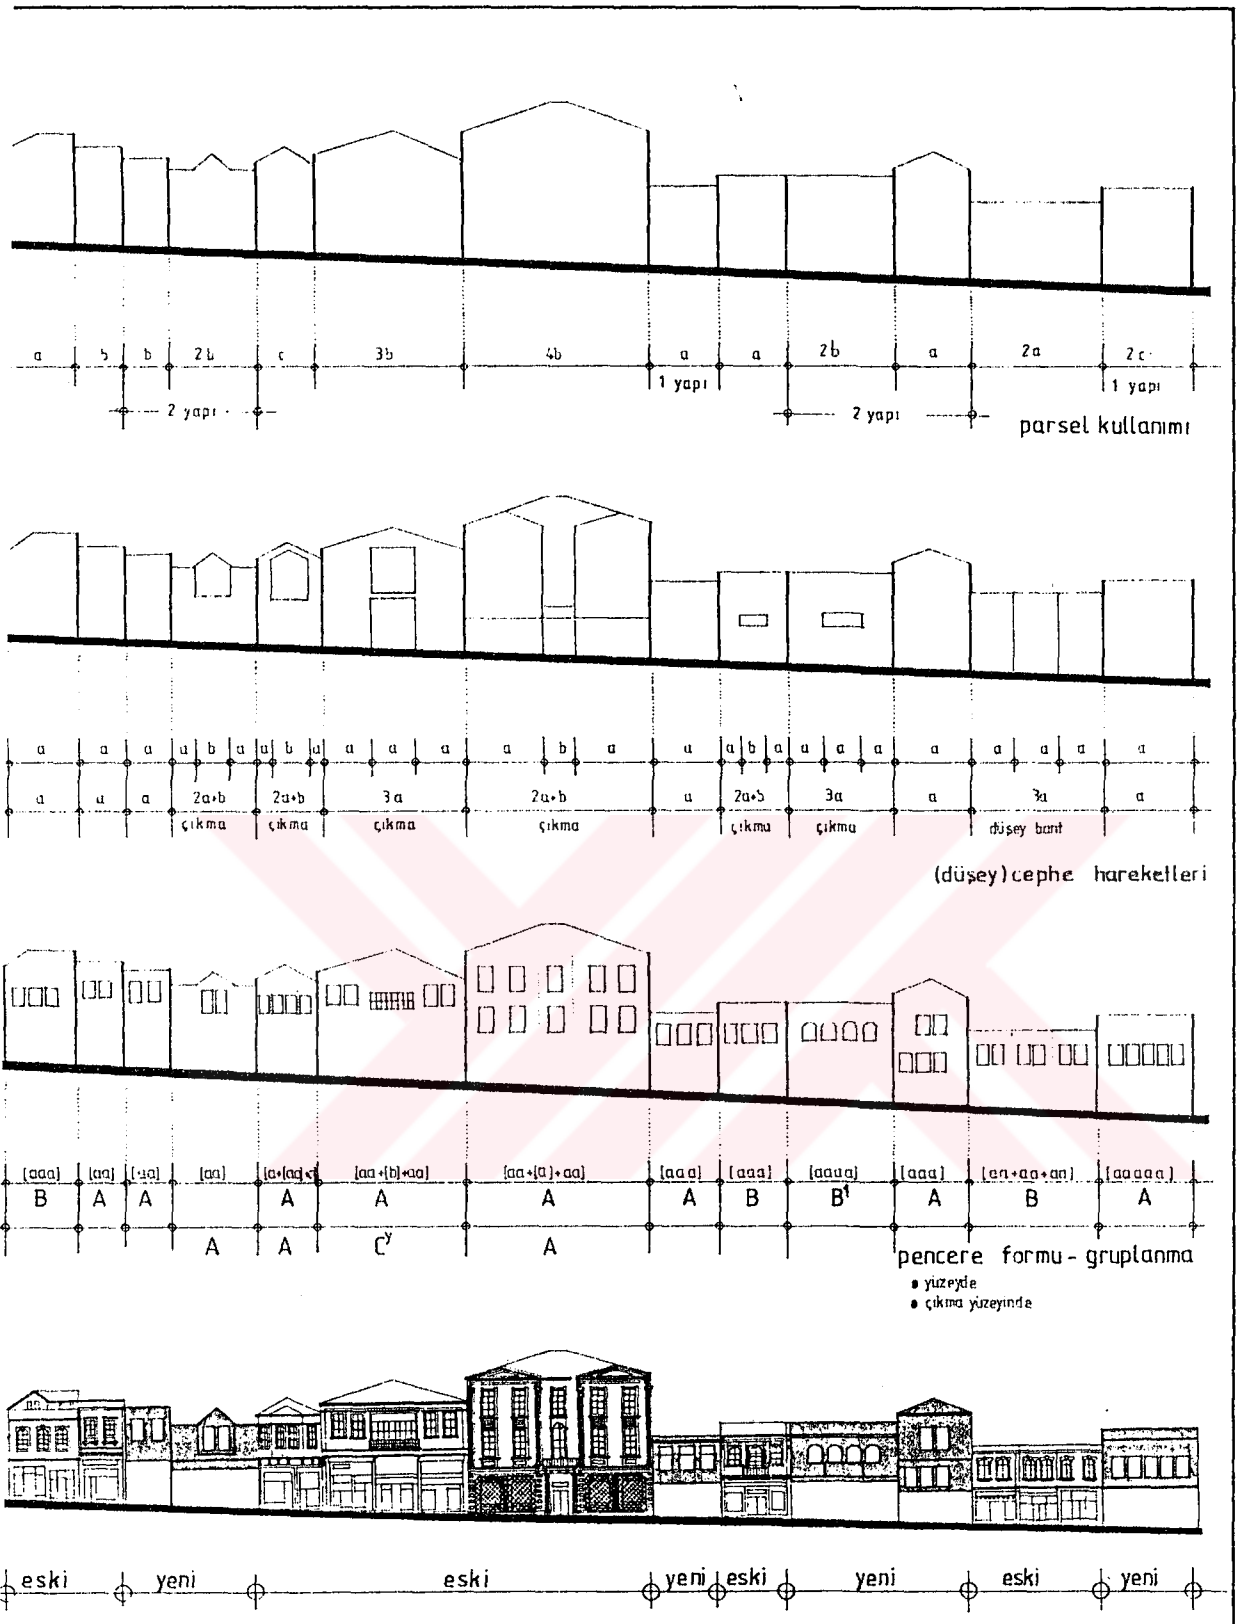 a b b 2b c 3b 4b a a 2b a 2a 2c
1 yapı 1 yapı
2 yapı 2 yapı
parsel kullanımı
a a a a b a a b a a a a a b a a a b a a a a a a a a a
a a a 2a+b 2a+b 3a 2a+b a 2a+b 3a a 3a a
çıkma çıkma çıkma çıkma çıkma çıkma düşey bant
(düşey) cephe hareketleri
[aaa] [aa] [aa] [aa] [aa+[b]+aa] [aa+[a]+aa] [aaa] [aaa] [aaaa] [aaa] [aa+aa+aa] [aaaaa]
B A A A A A A B B¹ A B A
A A Cʸ A
pencere formu - gruplanma
• yüzeyde
• çıkma yüzeyinde
eski yeni eski yeni eski yeni eski yeni